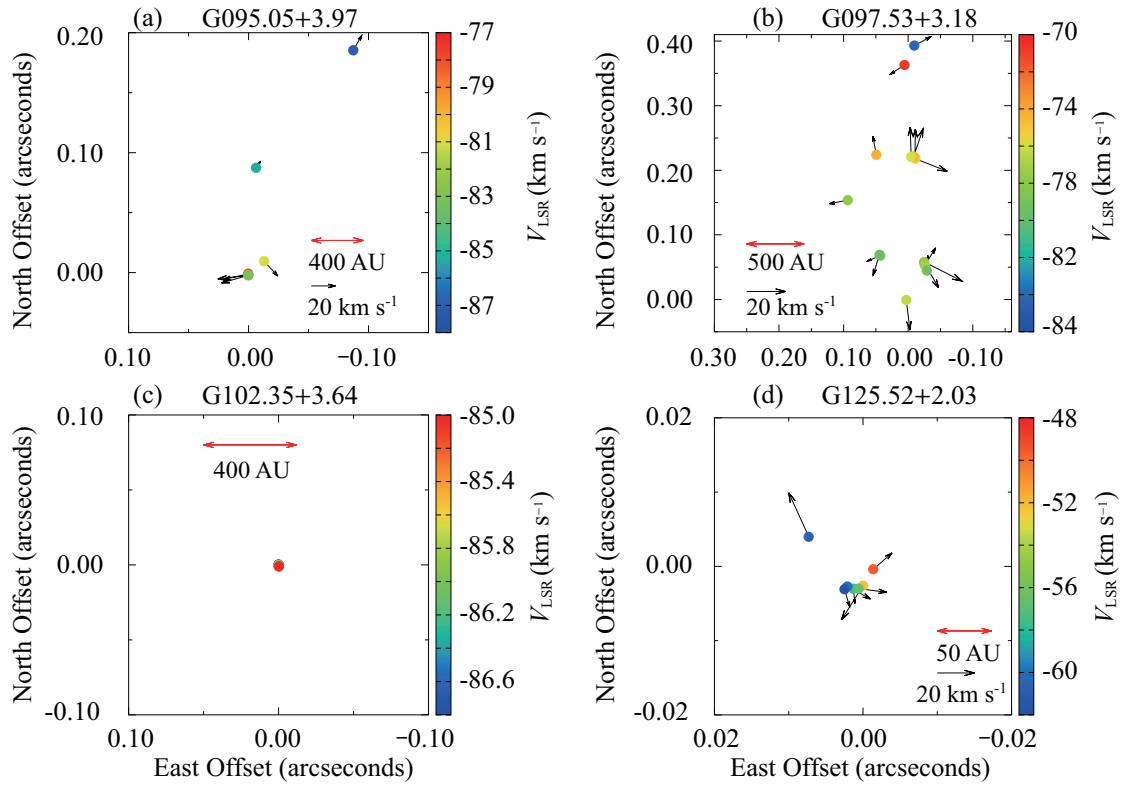 (a) G095.05+3.97
0.20
0.10
0.00
0.10 0.00 −0.10
North Offset (arcseconds)
400 AU
20 km s⁻¹
-77
-79
-81
-83
-85
-87
V_LSR (km s⁻¹)
(b) G097.53+3.18
0.41
0.40
0.30
0.20
0.10
0.00
0.30 0.20 0.10 0.00 -0.10
North Offset (arcseconds)
500 AU
20 km s⁻¹
-70
-72
-74
-76
-78
-80
-82
-84
V_LSR (km s⁻¹)
(c) G102.35+3.64
0.10
0.00
-0.10
0.10 0.00 −0.10
North Offset (arcseconds)
East Offset (arcseconds)
400 AU
-85.0
-85.4
-85.8
-86.2
-86.6
V_LSR (km s⁻¹)
(d) G125.52+2.03
0.02
0.00
-0.02
0.02 0.00 −0.02
North Offset (arcseconds)
East Offset (arcseconds)
50 AU
20 km s⁻¹
-48
-52
-56
-60
V_LSR (km s⁻¹)